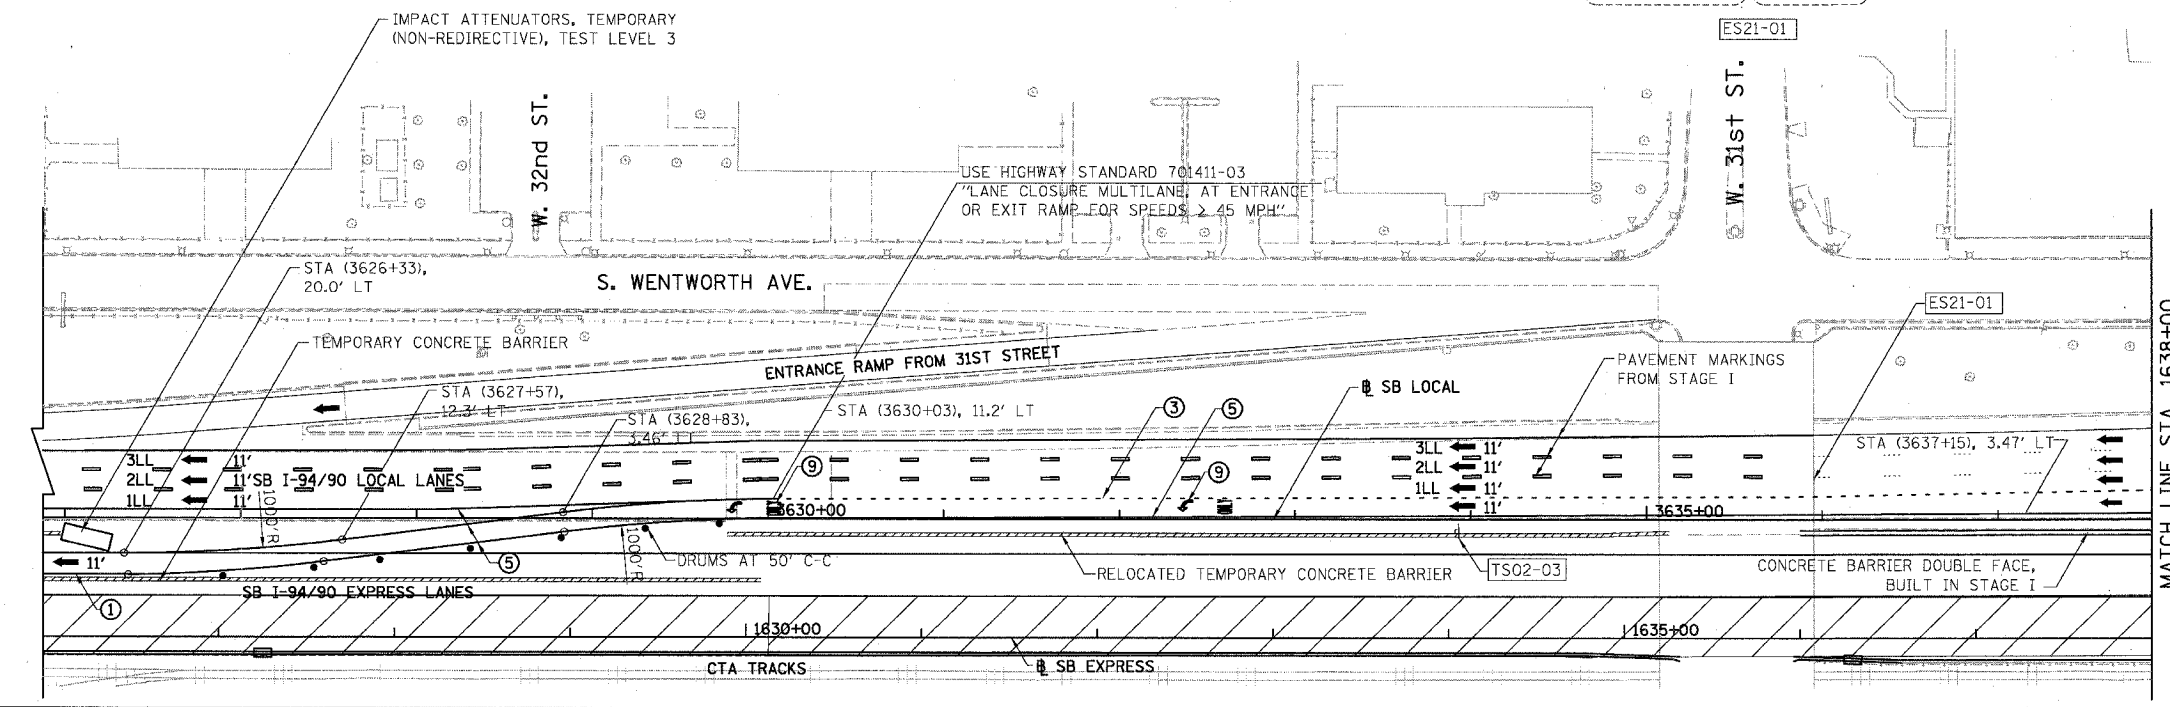 IMPACT ATTENUATORS, TEMPORARY
(NON-REDIRECTIVE), TEST LEVEL 3
ES21-01
W. 32nd ST.
W. 31st ST.
USE HIGHWAY STANDARD 701411-03
"LANE CLOSURE MULTILANE, AT ENTRANCE
OR EXIT RAMP FOR SPEEDS ≥ 45 MPH"
STA (3626+33),
20.0' LT
S. WENTWORTH AVE.
ES21-01
TEMPORARY CONCRETE BARRIER
ENTRANCE RAMP FROM 31ST STREET
PAVEMENT MARKINGS
FROM STAGE I
STA (3627+57),
12.3' LT
℄ SB LOCAL
STA (3628+83),
3.46' LT
STA (3630+03), 11.2' LT
3
5
STA (3637+15), 3.47' LT
MATCH LINE STA. 1638+00
3LL 11'
2LL 11' SB I-94/90 LOCAL LANES
1LL 11'
9
9
3LL 11'
2LL 11'
1LL 11'
11'
1000'R
3630+00
3635+00
1000'R
11'
5
DRUMS AT 50' C-C
RELOCATED TEMPORARY CONCRETE BARRIER
TS02-03
CONCRETE BARRIER DOUBLE FACE,
BUILT IN STAGE I
1
SB I-94/90 EXPRESS LANES
1630+00
1635+00
CTA TRACKS
℄ SB EXPRESS